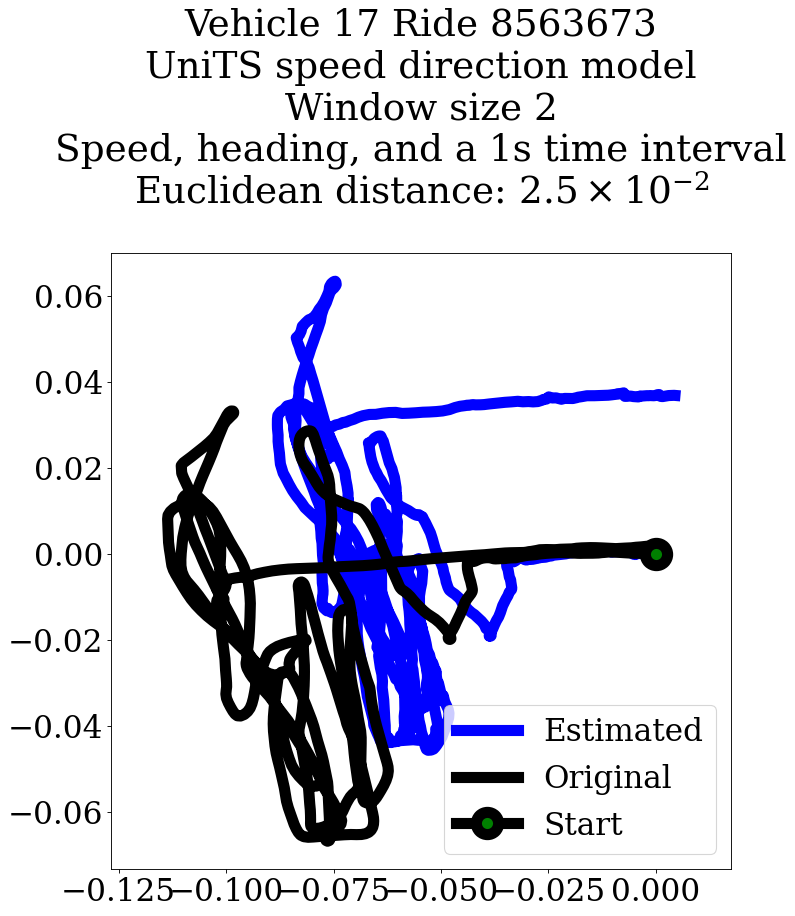 Vehicle 17 Ride 8563673
UniTS speed direction model
Window size 2
Speed, heading, and a 1s time interval
Euclidean distance: 2.5 × 10⁻²
0.06
0.04
0.02
0.00
−0.02
−0.04
−0.06
Estimated
Original
Start
−0.125 −0.100 −0.075 −0.050 −0.025 0.000